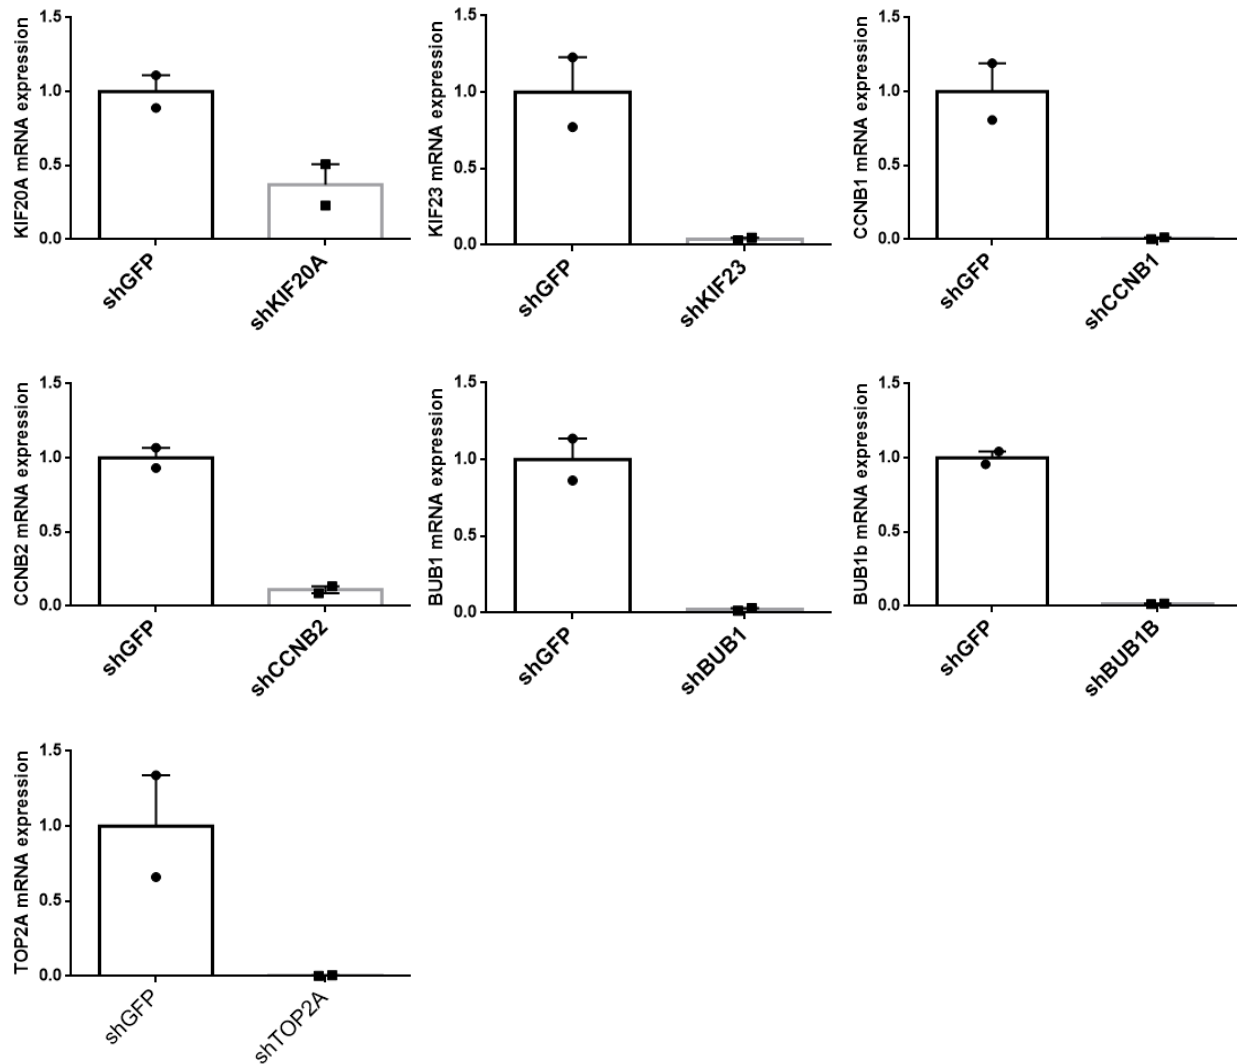 KIF20A mRNA expression
1.5
1.0
0.5
0.0
shGFP
shKIF20A
KIF23 mRNA expression
1.5
1.0
0.5
0.0
shGFP
shKIF23
CCNB1 mRNA expression
1.5
1.0
0.5
0.0
shGFP
shCCNB1
CCNB2 mRNA expression
1.5
1.0
0.5
0.0
shGFP
shCCNB2
BUB1 mRNA expression
1.5
1.0
0.5
0.0
shGFP
shBUB1
BUB1b mRNA expression
1.5
1.0
0.5
0.0
shGFP
shBUB1B
TOP2A mRNA expression
1.5
1.0
0.5
0.0
shGFP
shTOP2A